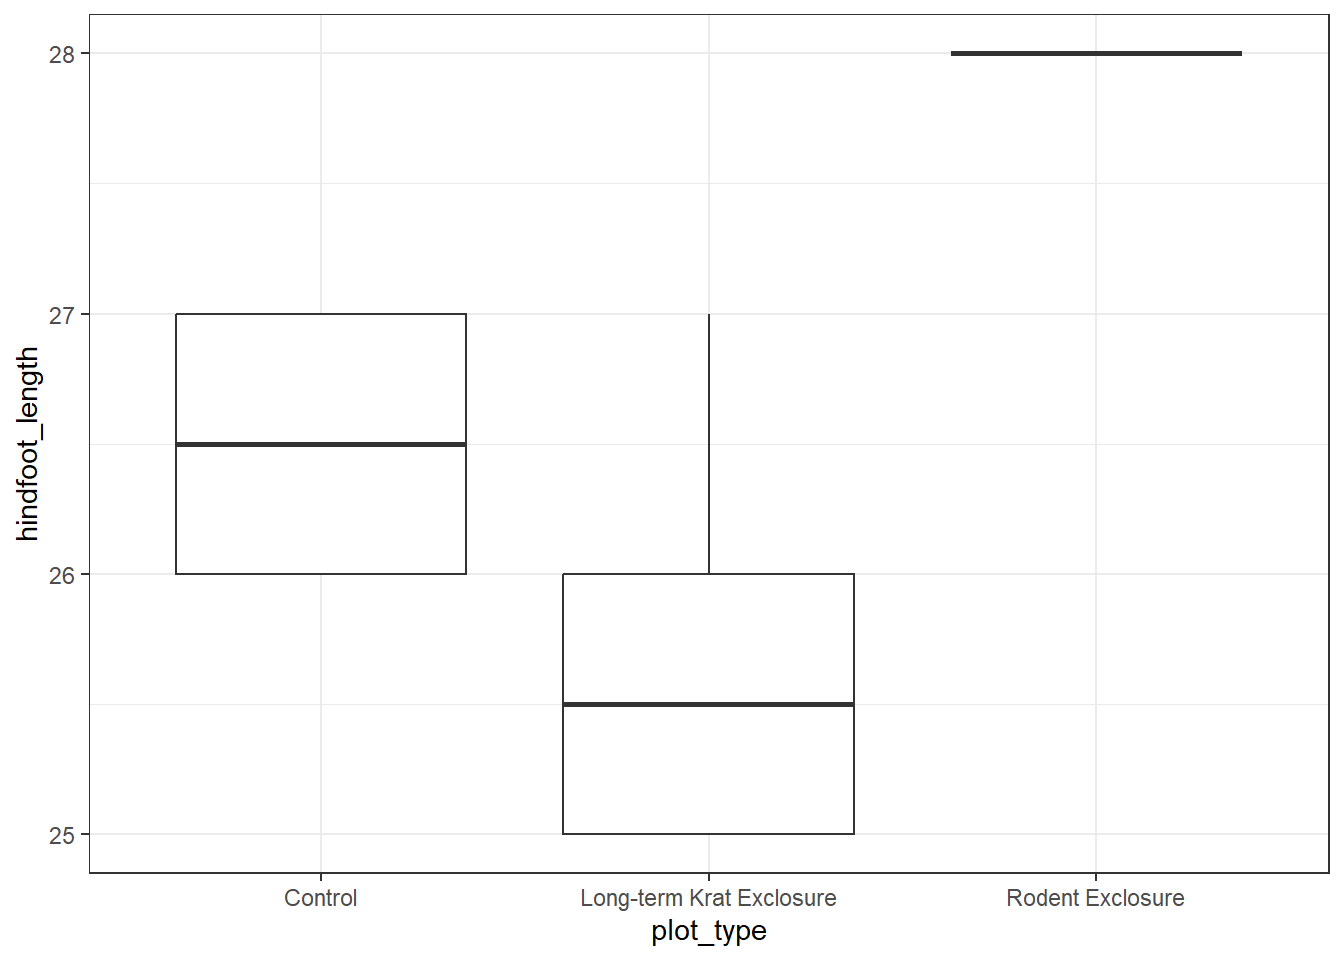 28
27
26
25
hindfoot_length
Control
Long-term Krat Exclosure
Rodent Exclosure
plot_type